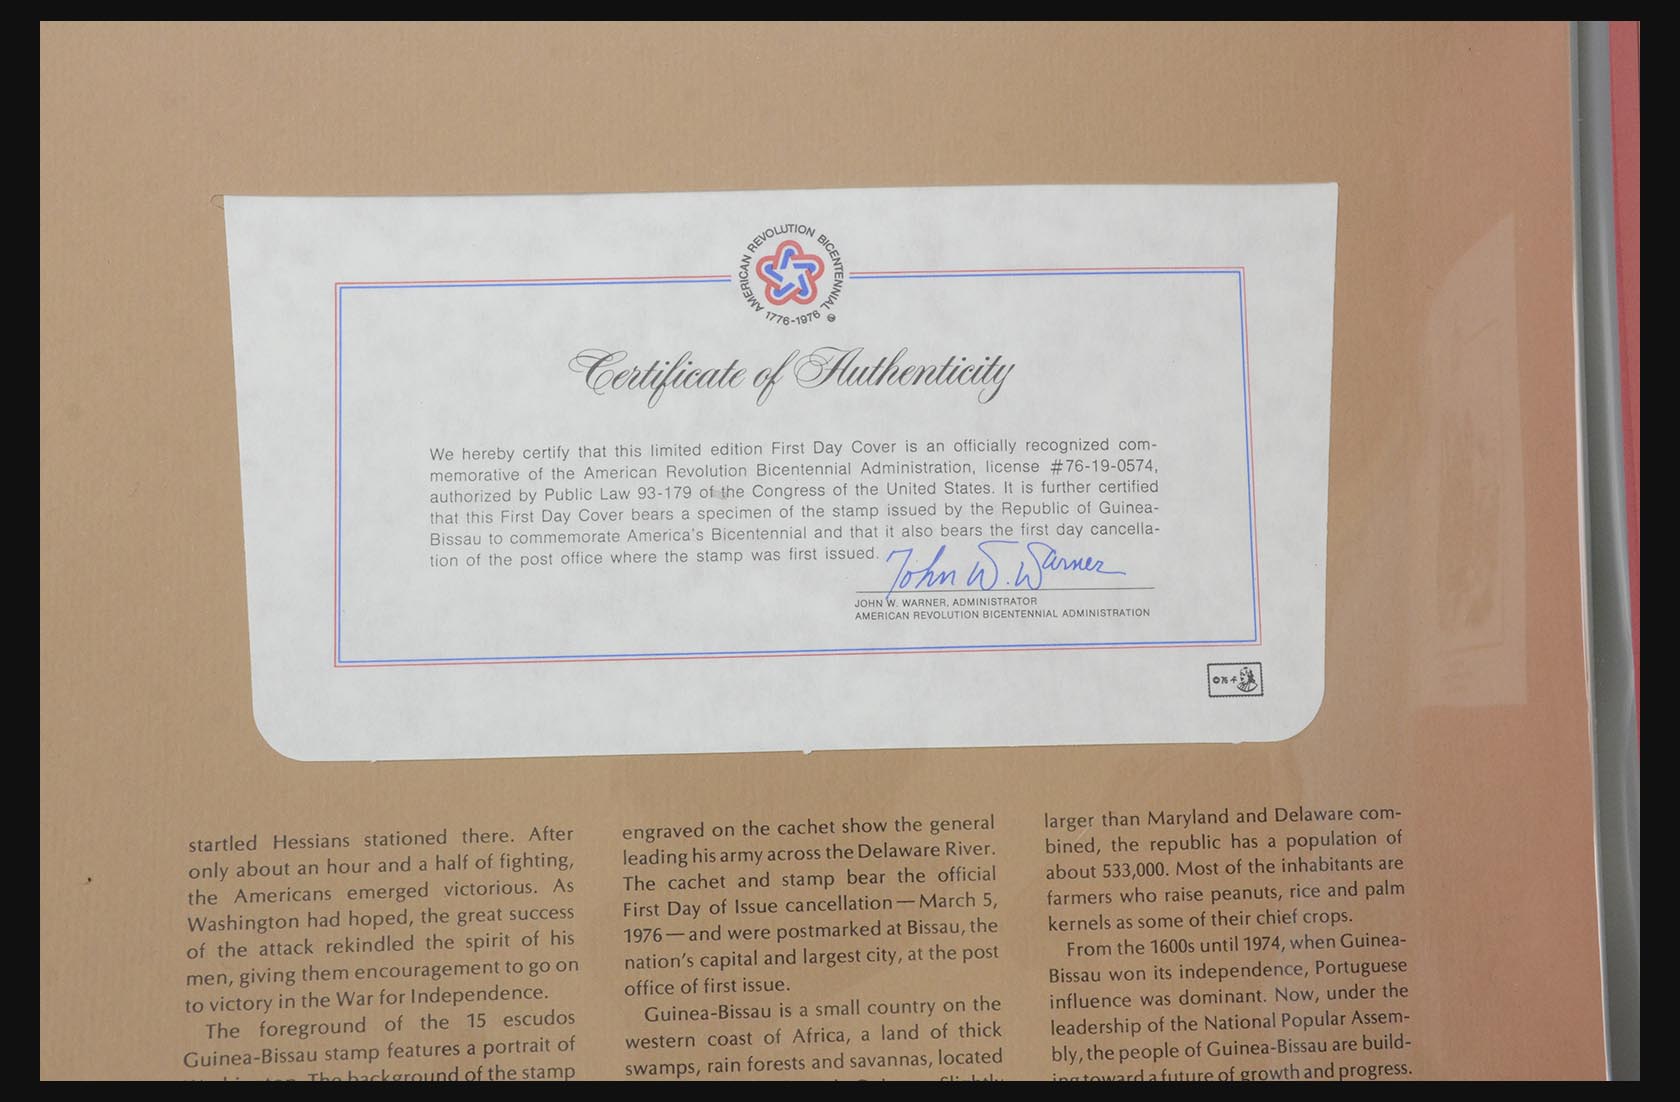 AMERICAN REVOLUTION BICENTENNIAL
1776-1976
Certificate of Authenticity
We hereby certify that this limited edition First Day Cover is an officially recognized com-
memorative of the American Revolution Bicentennial Administration, license #76-19-0574,
authorized by Public Law 93-179 of the Congress of the United States. It is further certified
that this First Day Cover bears a specimen of the stamp issued by the Republic of Guinea-
Bissau to commemorate America's Bicentennial and that it also bears the first day cancella-
tion of the post office where the stamp was first issued.
John W. Warner
JOHN W. WARNER, ADMINISTRATOR
AMERICAN REVOLUTION BICENTENNIAL ADMINISTRATION
startled Hessians stationed there. After
only about an hour and a half of fighting,
the Americans emerged victorious. As
Washington had hoped, the great success
of the attack rekindled the spirit of his
men, giving them encouragement to go on
to victory in the War for Independence.
The foreground of the 15 escudos
Guinea-Bissau stamp features a portrait of
The background of the stamp
engraved on the cachet show the general
leading his army across the Delaware River.
The cachet and stamp bear the official
First Day of Issue cancellation—March 5,
1976—and were postmarked at Bissau, the
nation's capital and largest city, at the post
office of first issue.
Guinea-Bissau is a small country on the
western coast of Africa, a land of thick
swamps, rain forests and savannas, located
larger than Maryland and Delaware com-
bined, the republic has a population of
about 533,000. Most of the inhabitants are
farmers who raise peanuts, rice and palm
kernels as some of their chief crops.
From the 1600s until 1974, when Guinea-
Bissau won its independence, Portuguese
influence was dominant. Now, under the
leadership of the National Popular Assem-
bly, the people of Guinea-Bissau are build-
ing toward a future of growth and progress.